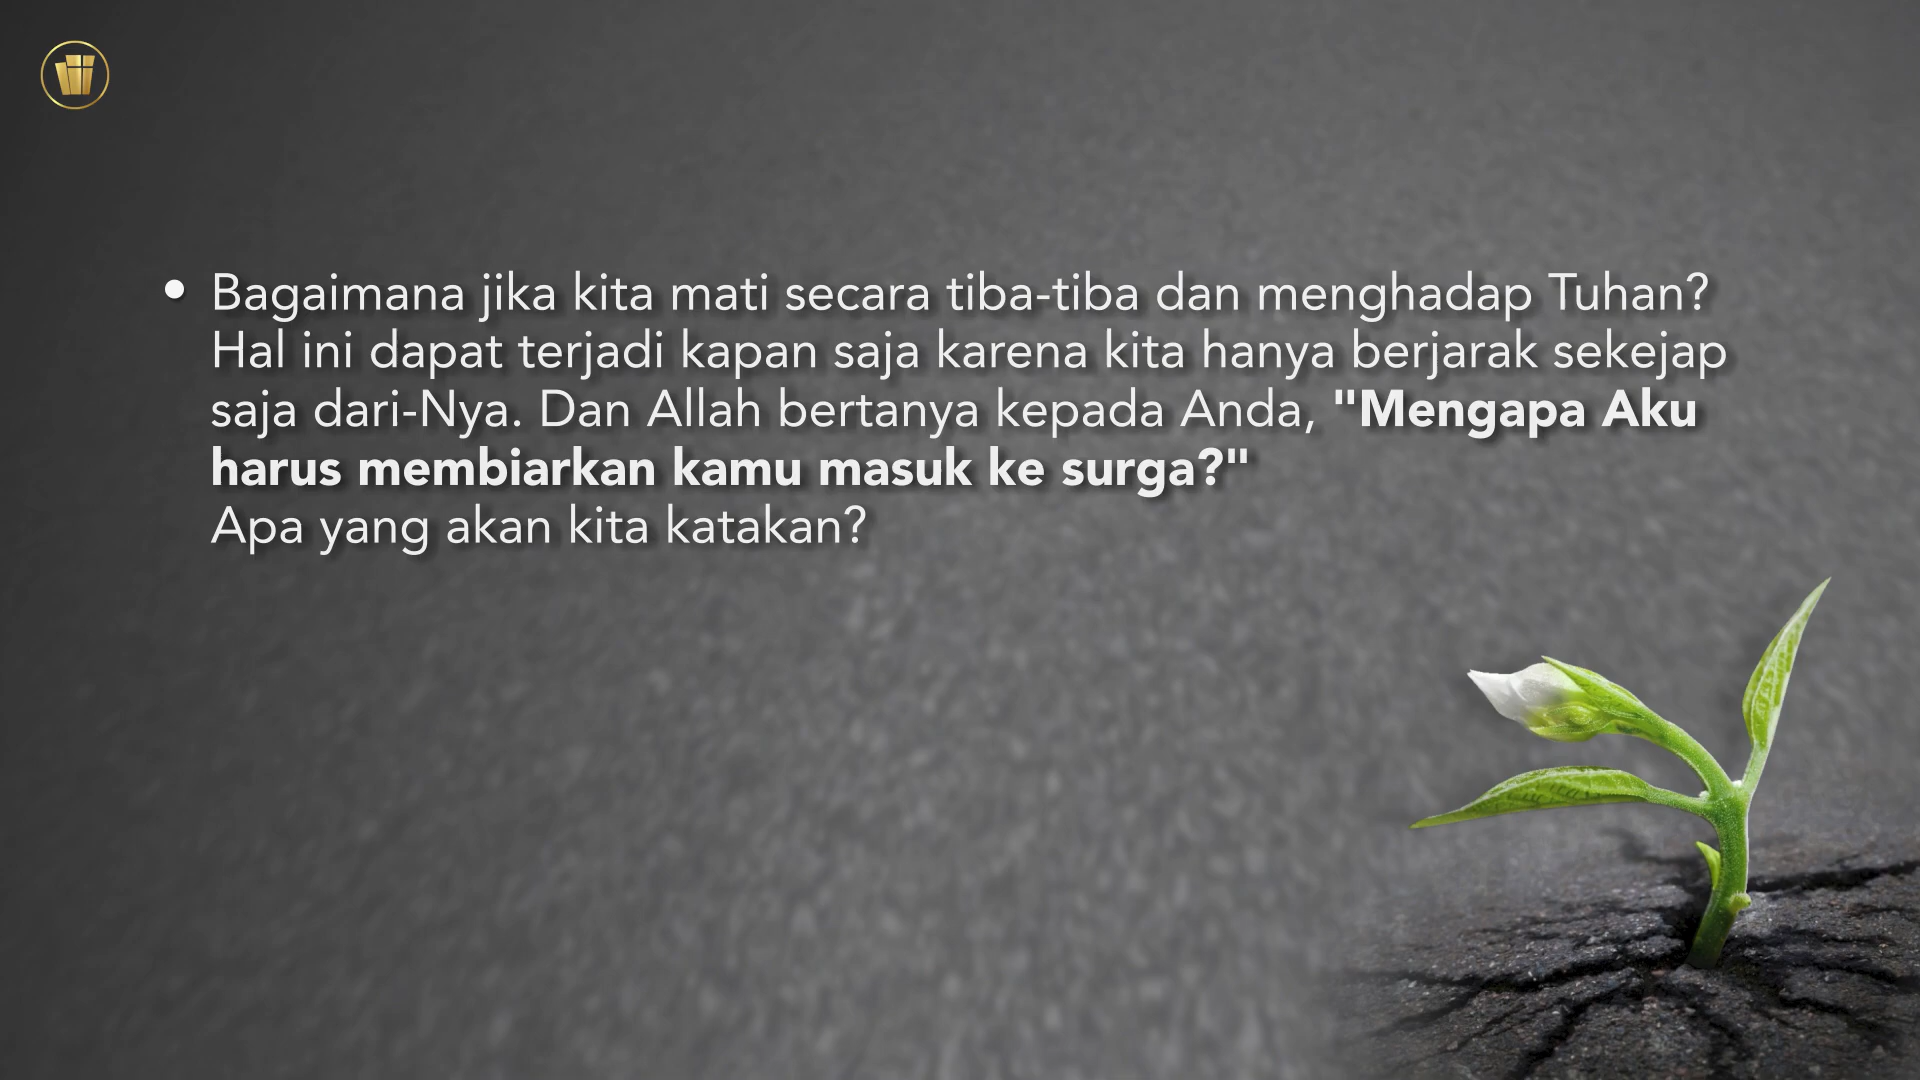 • Bagaimana jika kita mati secara tiba-tiba dan menghadap Tuhan?
Hal ini dapat terjadi kapan saja karena kita hanya berjarak sekejap
saja dari-Nya. Dan Allah bertanya kepada Anda, "Mengapa Aku
harus membiarkan kamu masuk ke surga?"
Apa yang akan kita katakan?